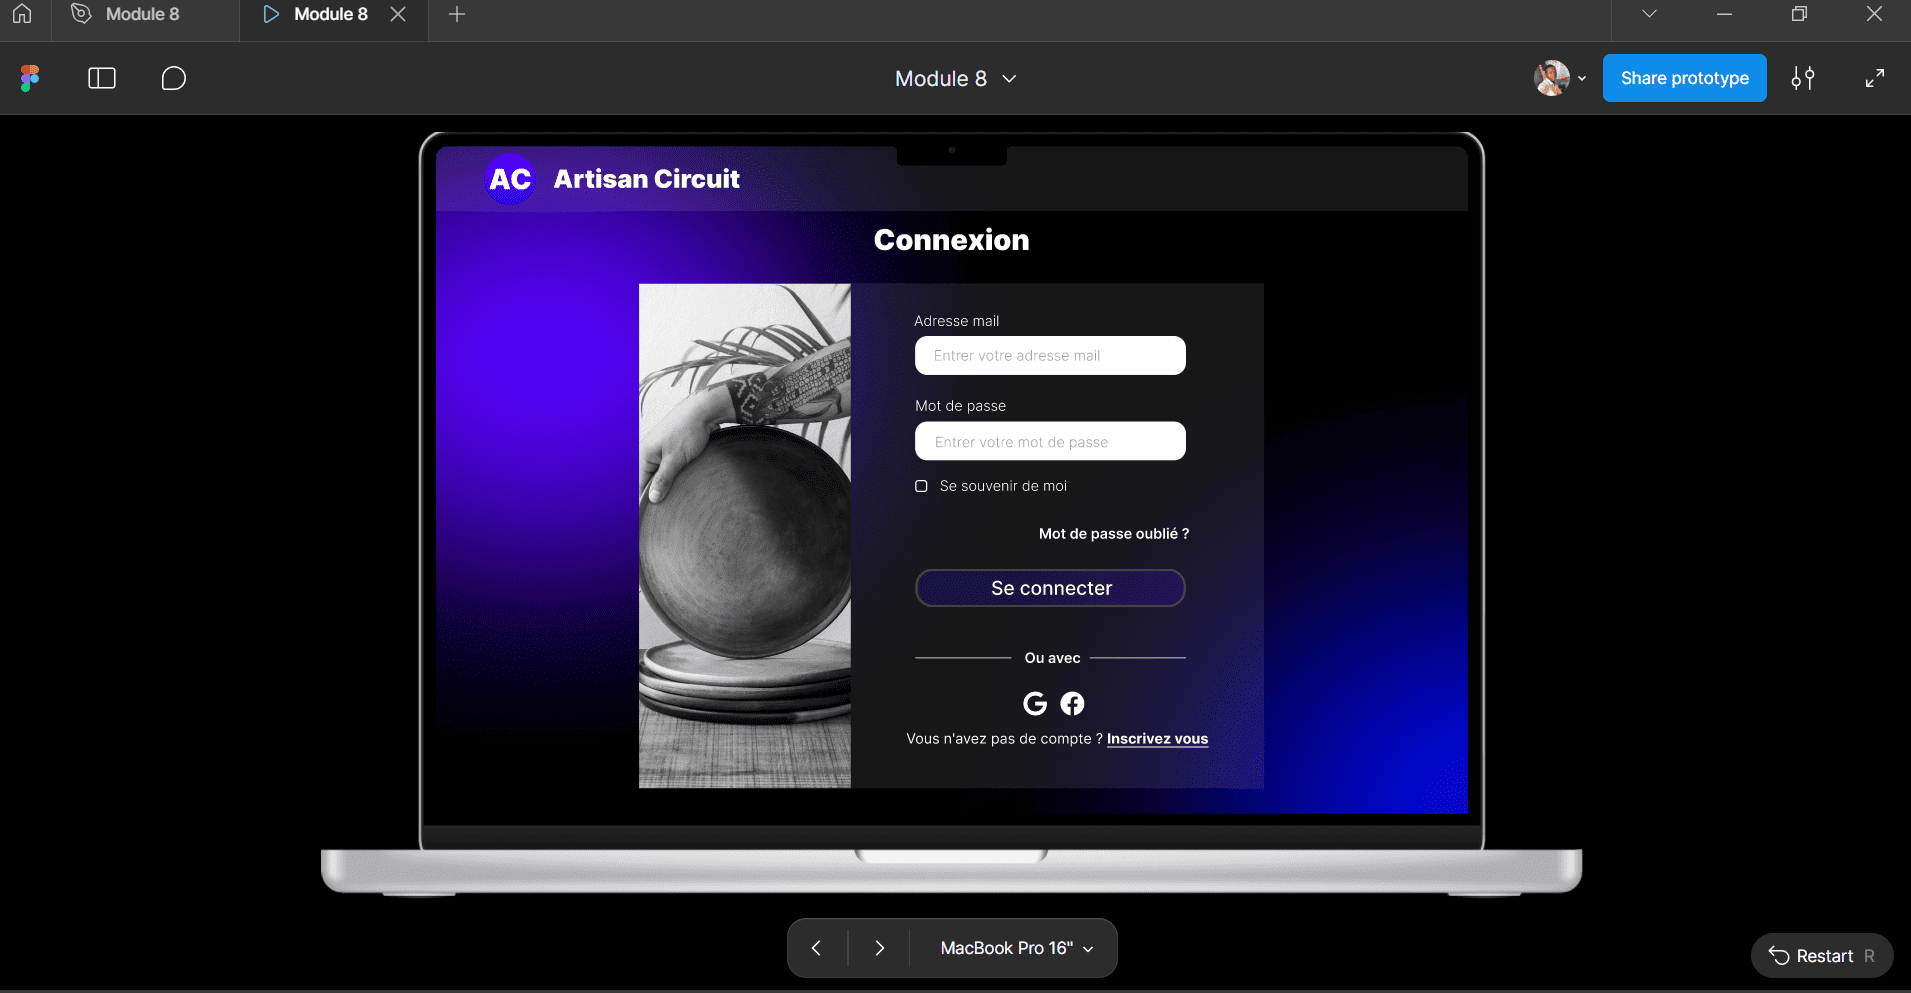 Module 8
Module 8
Module 8
Share prototype
AC Artisan Circuit
Connexion
Adresse mail
Entrer votre adresse mail
Mot de passe
Entrer votre mot de passe
Se souvenir de moi
Mot de passe oublié ?
Se connecter
Ou avec
Vous n'avez pas de compte ? Inscrivez vous
MacBook Pro 16"
Restart R